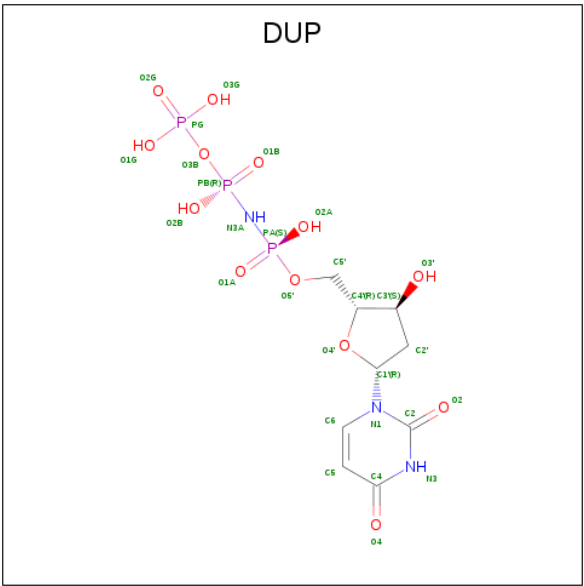 DUP
O2G O3G
O OH
P PG
HO O1B
O1G O O
O3B
PB(R) P
HO NH O2A
O2B N3A PA(S) OH
P C5' O3'
O OH
O1A O
O5' C4'(R) C3'(S)
O
O4' C2'
C1'(R)
O2
C6 N C2 O
N1
C5 C4 NH N3
O
O4